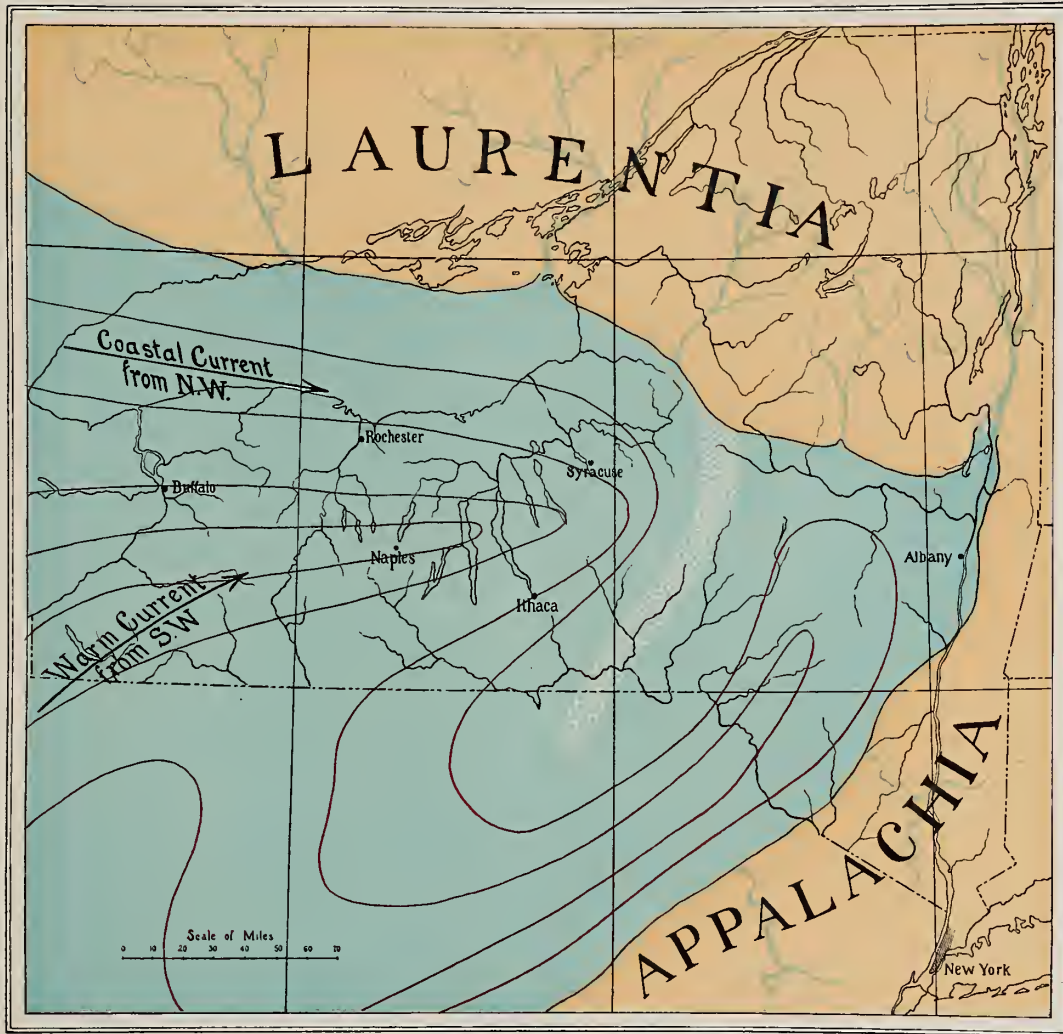 LAURENTIA
Coastal Current
from N.W.
Rochester
Syracuse
Buffalo
Naples
Albany
Ithaca
Warm Current
from S.W
APPALACHIA
Scale of Miles
0 10 20 30 40 50 60 70
New York